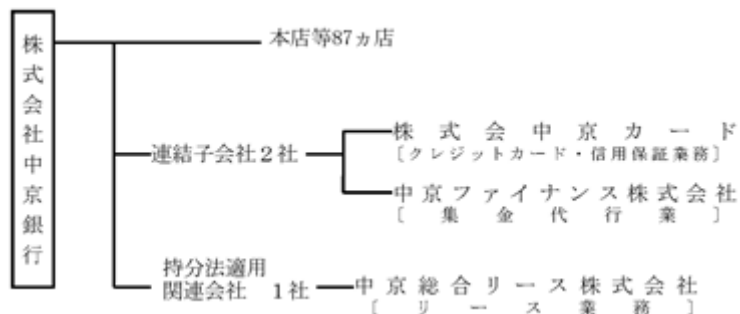 株式会社中京銀行
本店等87ヵ店
連結子会社2社
株式会中京カード
〔クレジットカード・信用保証業務〕
中京ファイナンス株式会社
〔集金代行業〕
持分法適用
関連会社 1社
中京総合リース株式会社
〔リース業務〕